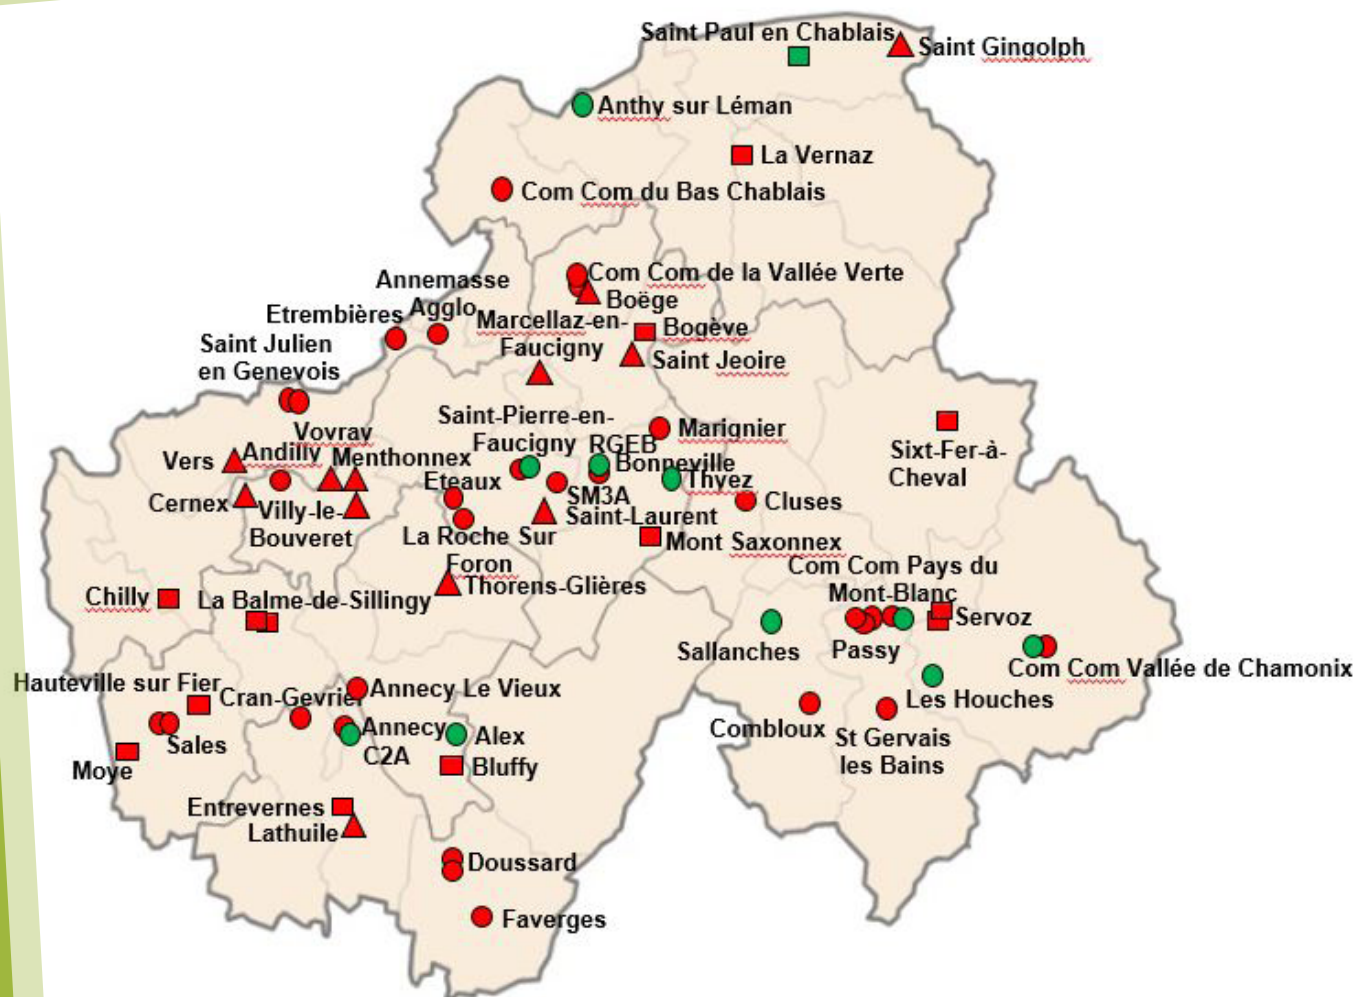 Saint Paul en Chablais
Saint Gingolph
Anthy sur Léman
La Vernaz
Com Com du Bas Chablais
Com Com de la Vallée Verte
Boëge
Annemasse
Agglo
Etrembières
Marcellaz-en-
Faucigny
Bogève
Saint Jeoire
Saint Julien
en Genevois
Vovray
Saint-Pierre-en-
Faucigny
Marignier
RGEB
Bonneville
Thyez
Sixt-Fer-à-
Cheval
Vers
Andilly
Menthonnex
Eteaux
SM3A
Cluses
Cernex
Villy-le-
Bouveret
Saint-Laurent
La Roche Sur
Foron
Mont Saxonnex
Com Com Pays du
Mont-Blanc
Thorens-Glières
Chilly
La Balme-de-Sillingy
Servoz
Sallanches
Passy
Com Com Vallée de Chamonix
Hauteville sur Fier
Cran-Gevrier
Annecy Le Vieux
Les Houches
Sales
Annecy
C2A
Alex
Combloux
St Gervais
les Bains
Moye
Bluffy
Entrevernes
Lathuile
Doussard
Faverges